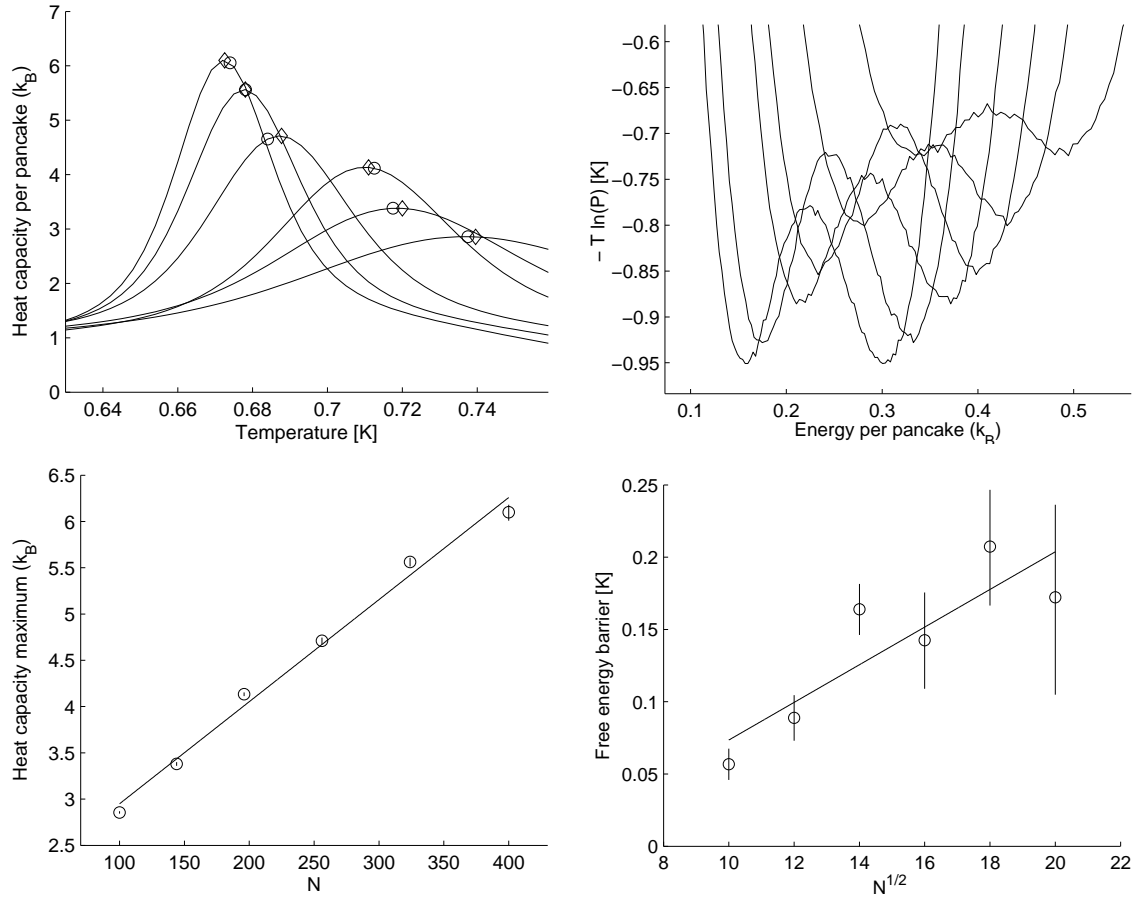 7
6
5
4
3
2
1
0
Heat capacity per pancake (k_B)
0.64 0.66 0.68 0.7 0.72 0.74
Temperature [K]
−0.6
−0.65
−0.7
−0.75
−0.8
−0.85
−0.9
−0.95
− T ln(P) [K]
0.1 0.2 0.3 0.4 0.5
Energy per pancake (k_B)
6.5
6
5.5
5
4.5
4
3.5
3
2.5
Heat capacity maximum (k_B)
100 150 200 250 300 350 400
N
0.25
0.2
0.15
0.1
0.05
0
Free energy barrier [K]
8 10 12 14 16 18 20 22
N^{1/2}